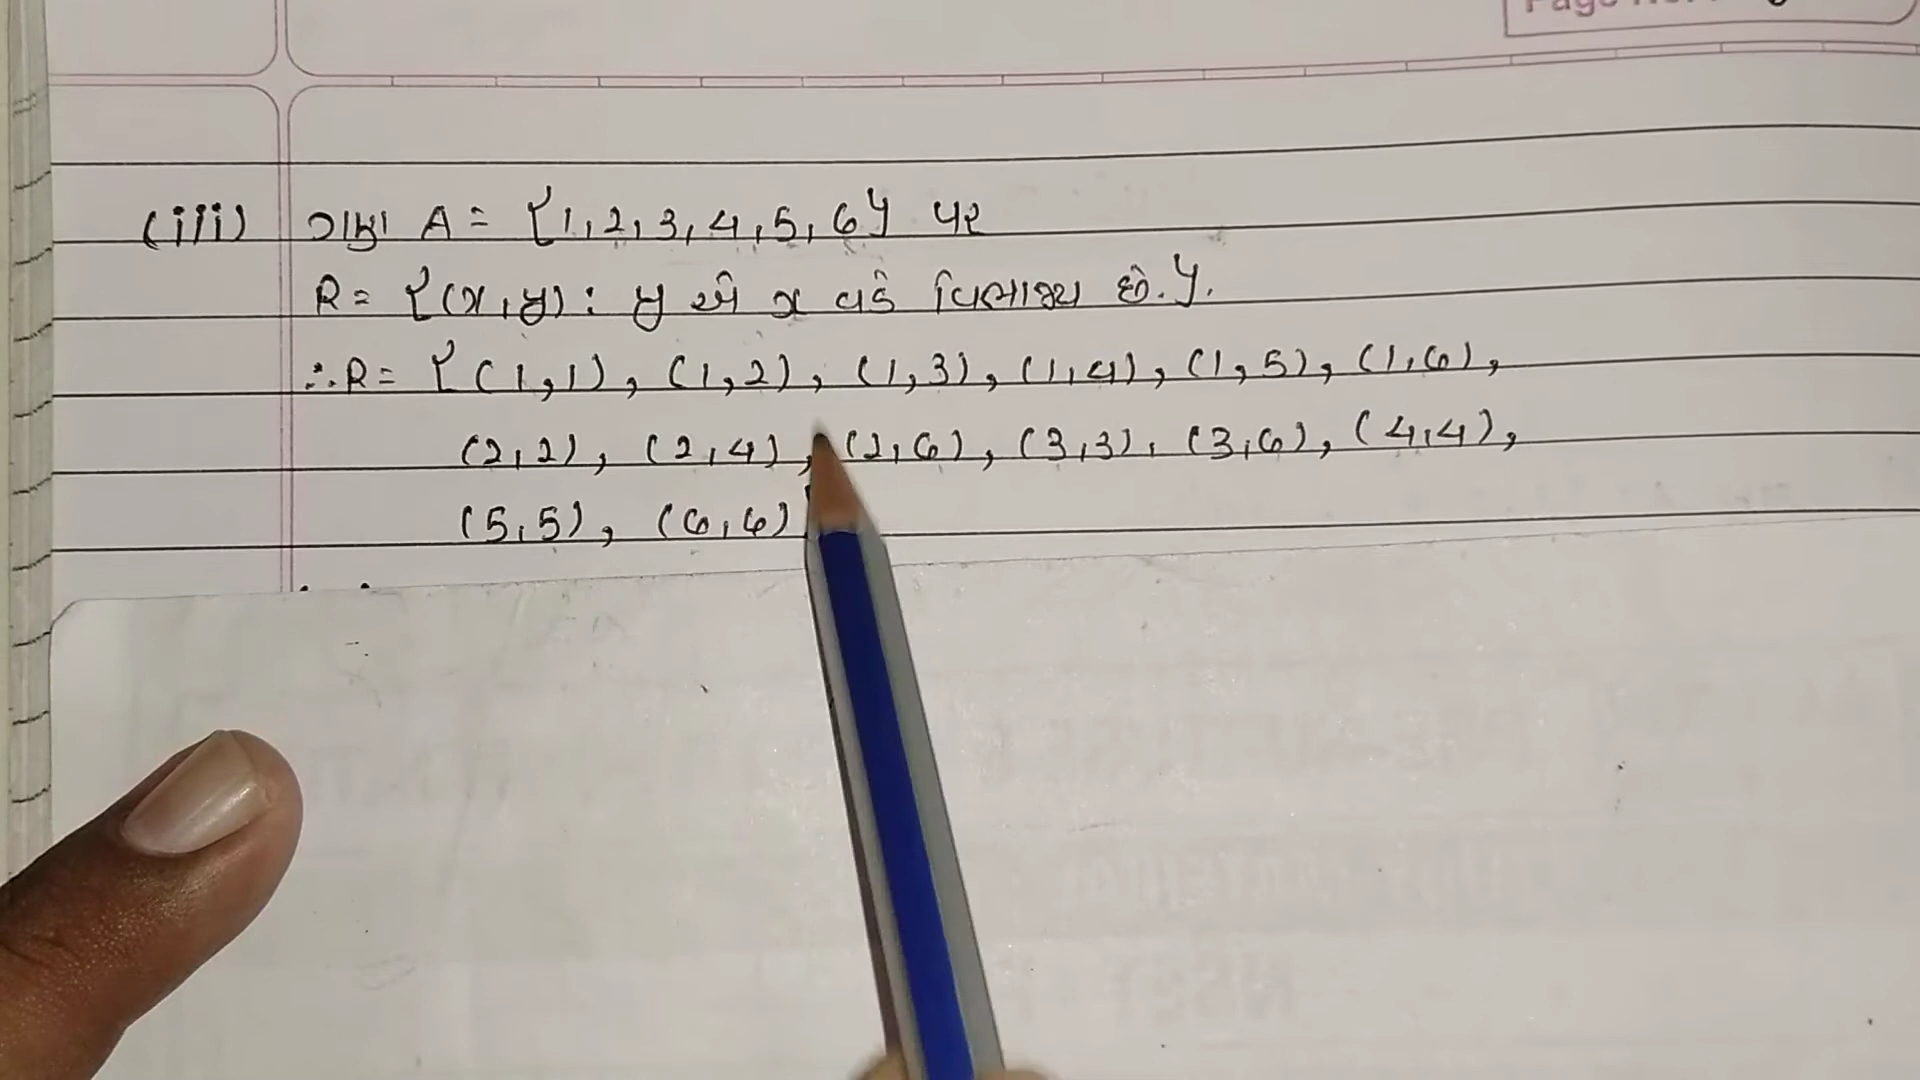 (iii) ગણ A = {1,2,3,4,5,6} પર
R = {(x,y) : y એ x વડે વિભાજ્ય છે.}.
∴R = {(1,1), (1,2), (1,3), (1,4), (1,5), (1,6),
(2,2), (2,4), (2,6), (3,3), (3,6), (4,4),
(5,5), (6,6)